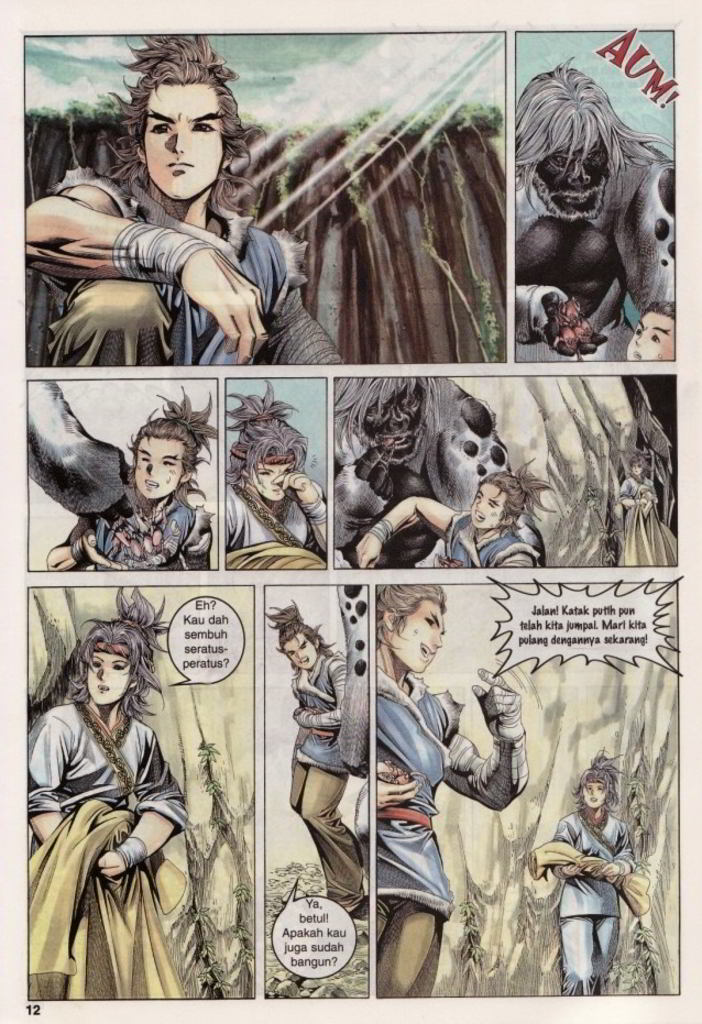 AUM!
Eh?
Kau dah
sembuh
seratus-
peratus?
Ya,
betul!
Apakah kau
juga sudah
bangun?
Jalan! Katak putih pun
telah kita jumpai. Mari kita
pulang dengannya sekarang!
12